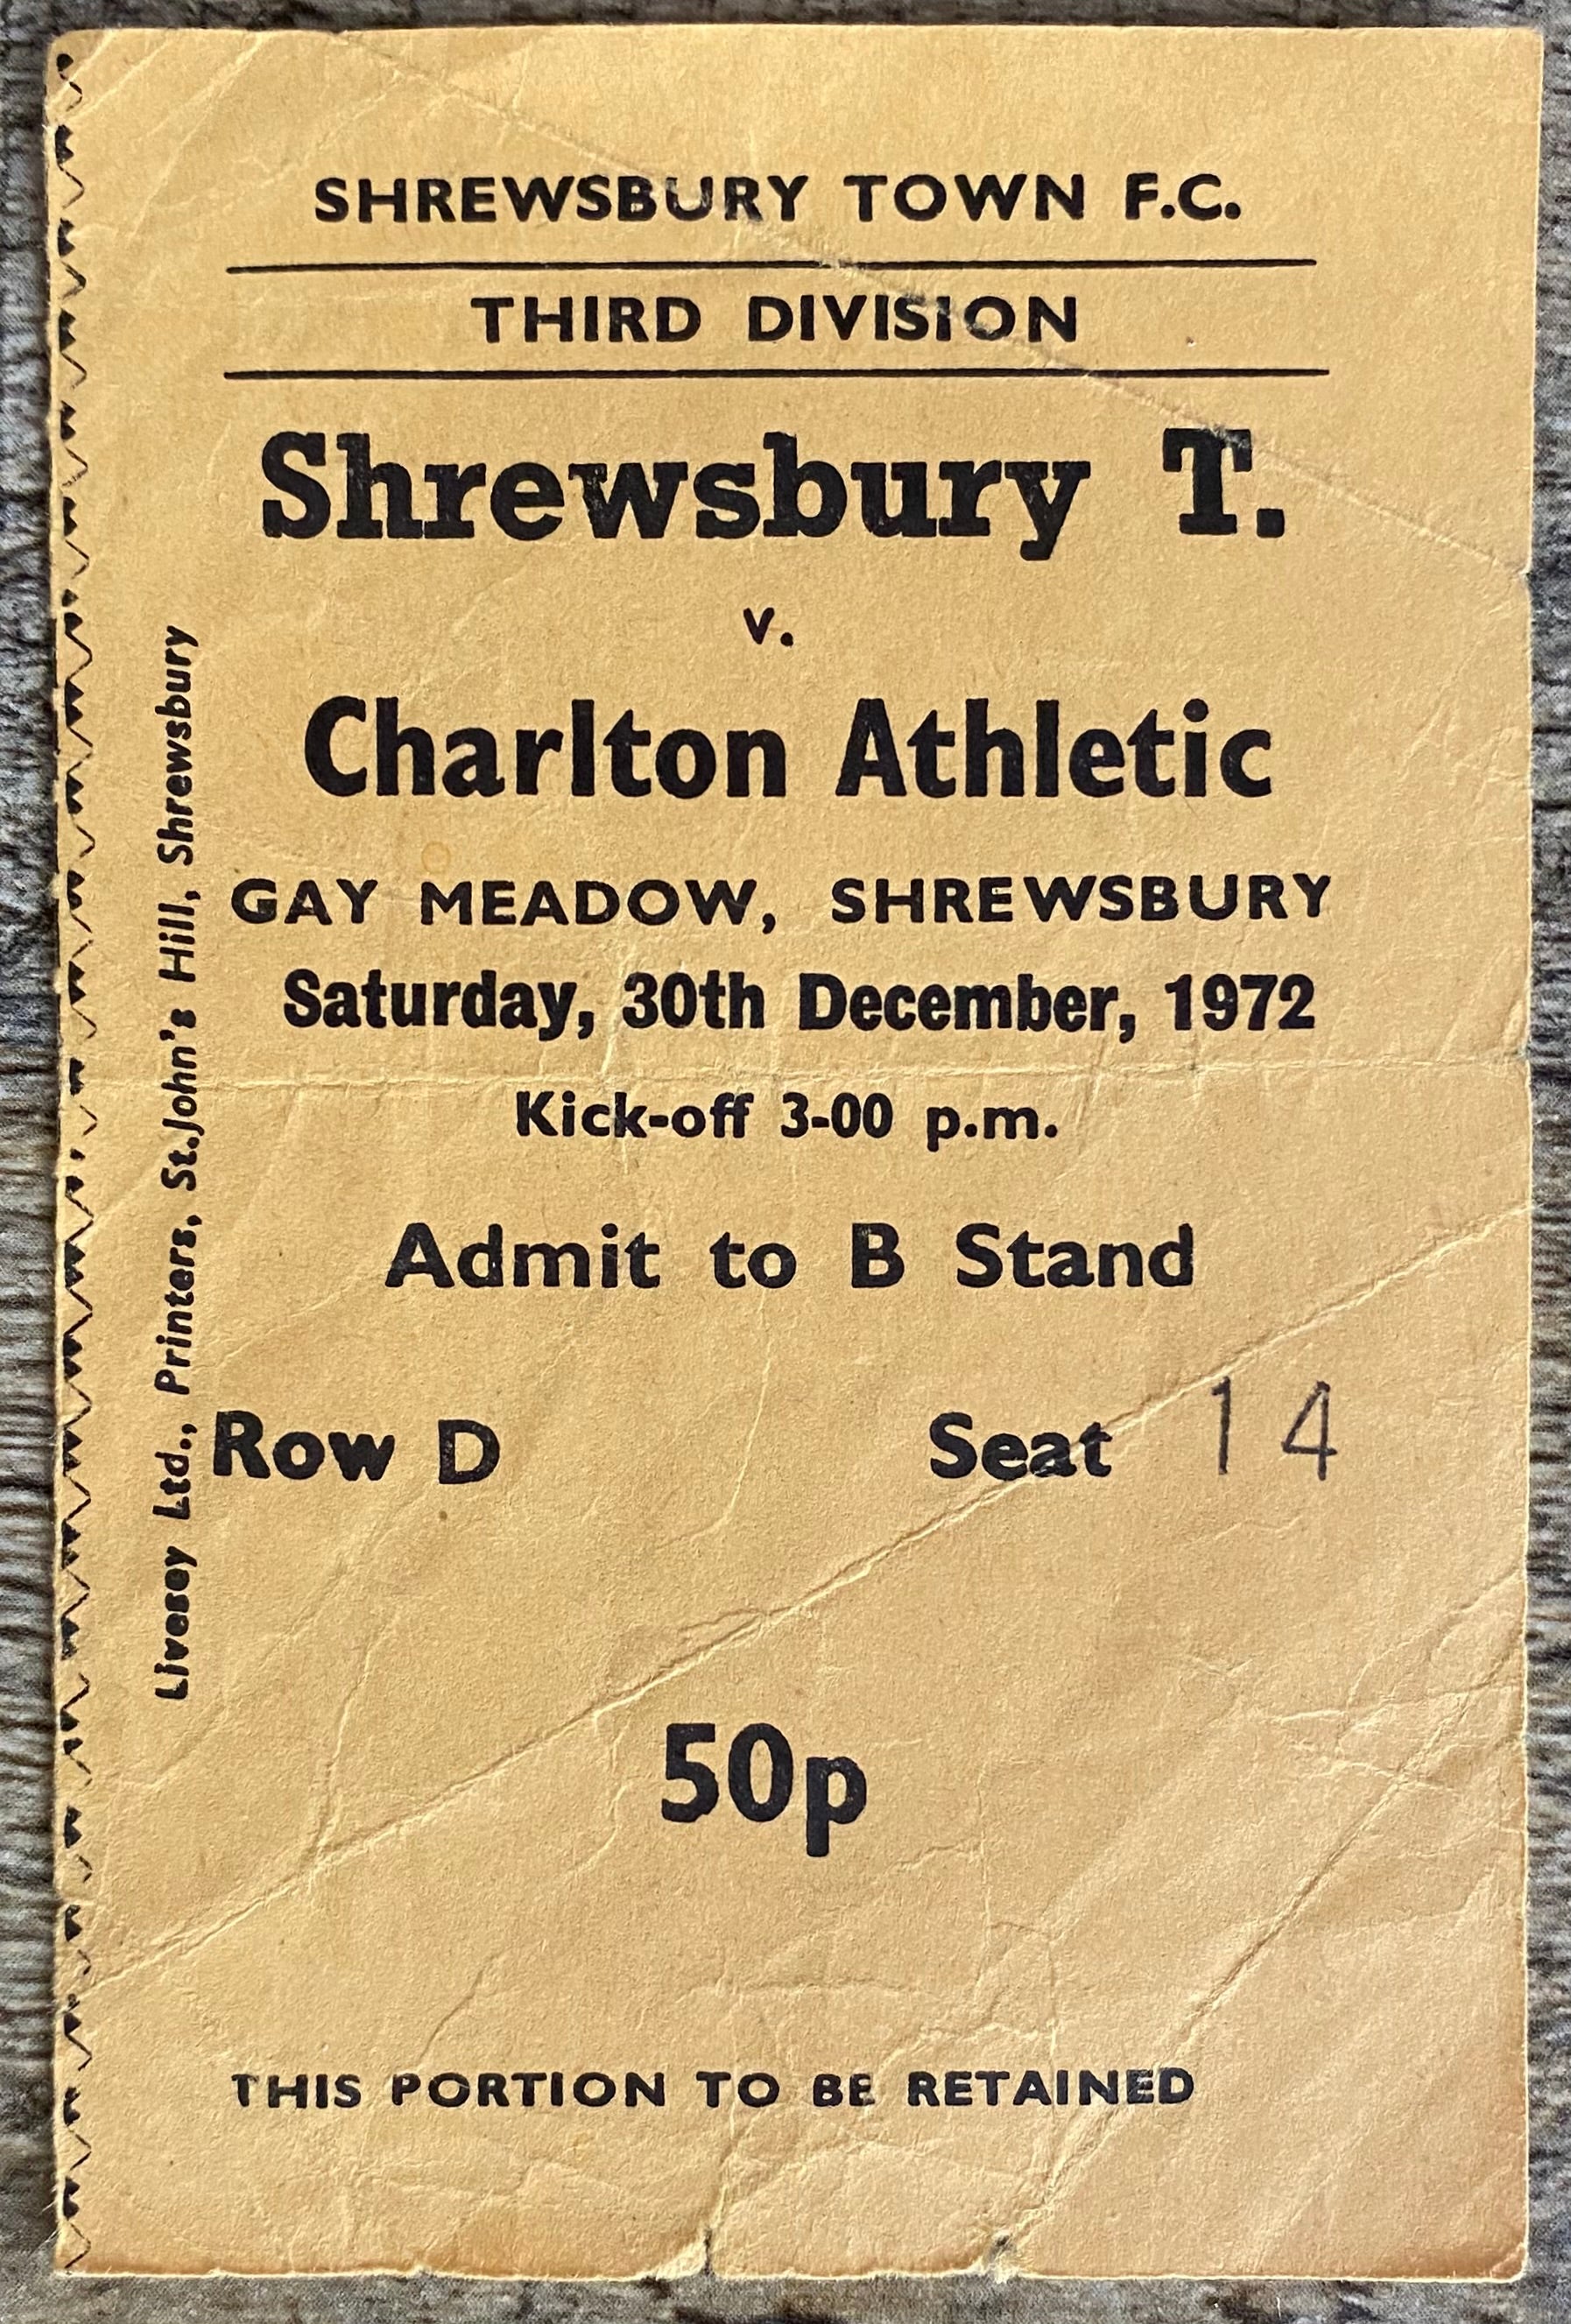 SHREWSBURY TOWN F.C.
THIRD DIVISION
Shrewsbury T.
v.
Charlton Athletic
GAY MEADOW, SHREWSBURY
Saturday, 30th December, 1972
Kick-off 3-00 p.m.
Admit to B Stand
Row D Seat 14
50p
THIS PORTION TO BE RETAINED
Livesey Ltd., Printers, St.John's Hill, Shrewsbury